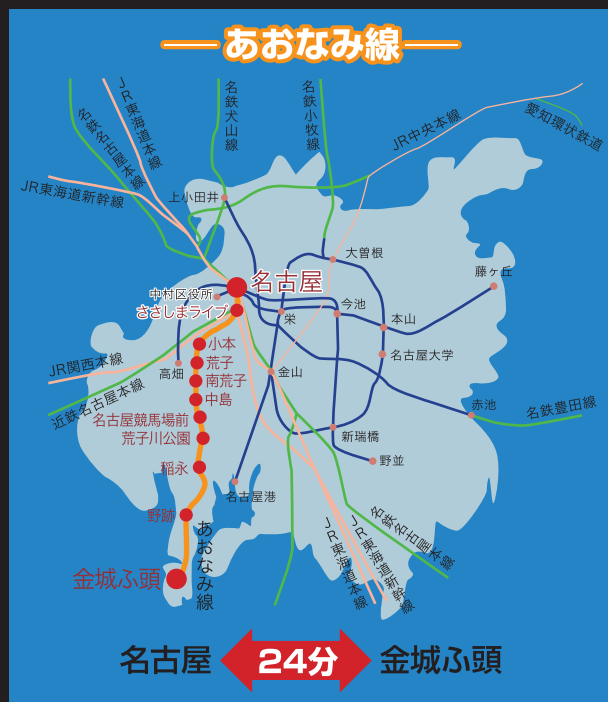 あおなみ線
名鉄名古屋本線
JR東海道本線
名鉄犬山線
名鉄小牧線
JR中央本線
愛知環状鉄道
JR東海道新幹線
上小田井
大曽根
藤ヶ丘
名古屋
中村区役所
ささしまライブ
栄
今池
本山
名古屋大学
小本
荒子
南荒子
中島
名古屋競馬場前
荒子川公園
稲永
野跡
金城ふ頭
JR関西本線
近鉄名古屋本線
高畑
金山
赤池
名鉄豊田線
新瑞橋
野並
名古屋港
あおなみ線
JR東海道本線
JR東海道新幹線
名鉄名古屋本線
名古屋 24分 金城ふ頭